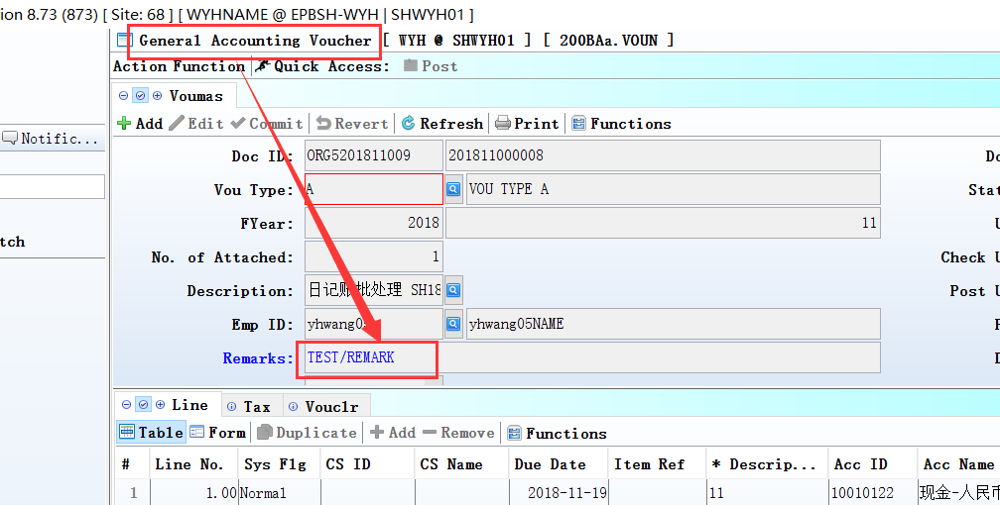 ion 8.73 (873) [ Site: 68 ] [ WYHNAME @ EPBSH-WYH | SHWYH01 ]
General Accounting Voucher [ WYH @ SHWYH01 ] [ 200BAa.VOUN ]
Action Function Quick Access: Post
Voumas
Add Edit Commit Revert Refresh Print Functions
Notific...
Doc ID: ORG5201811009 201811000008
Vou Type: A VOU TYPE A Stat
FYear: 2018 11
tch
No. of Attached: 1 Check U
Description: 日记账批处理 SH18 Post U
Emp ID: yhwang05 yhwang05NAME
Remarks: TEST/REMARK
Line Tax Vouclr
Table Form Duplicate Add Remove Functions
# Line No. Sys Flg CS ID CS Name Due Date Item Ref * Descrip... Acc ID Acc Name
1 1.00 Normal 2018-11-19 11 10010122 现金-人民币